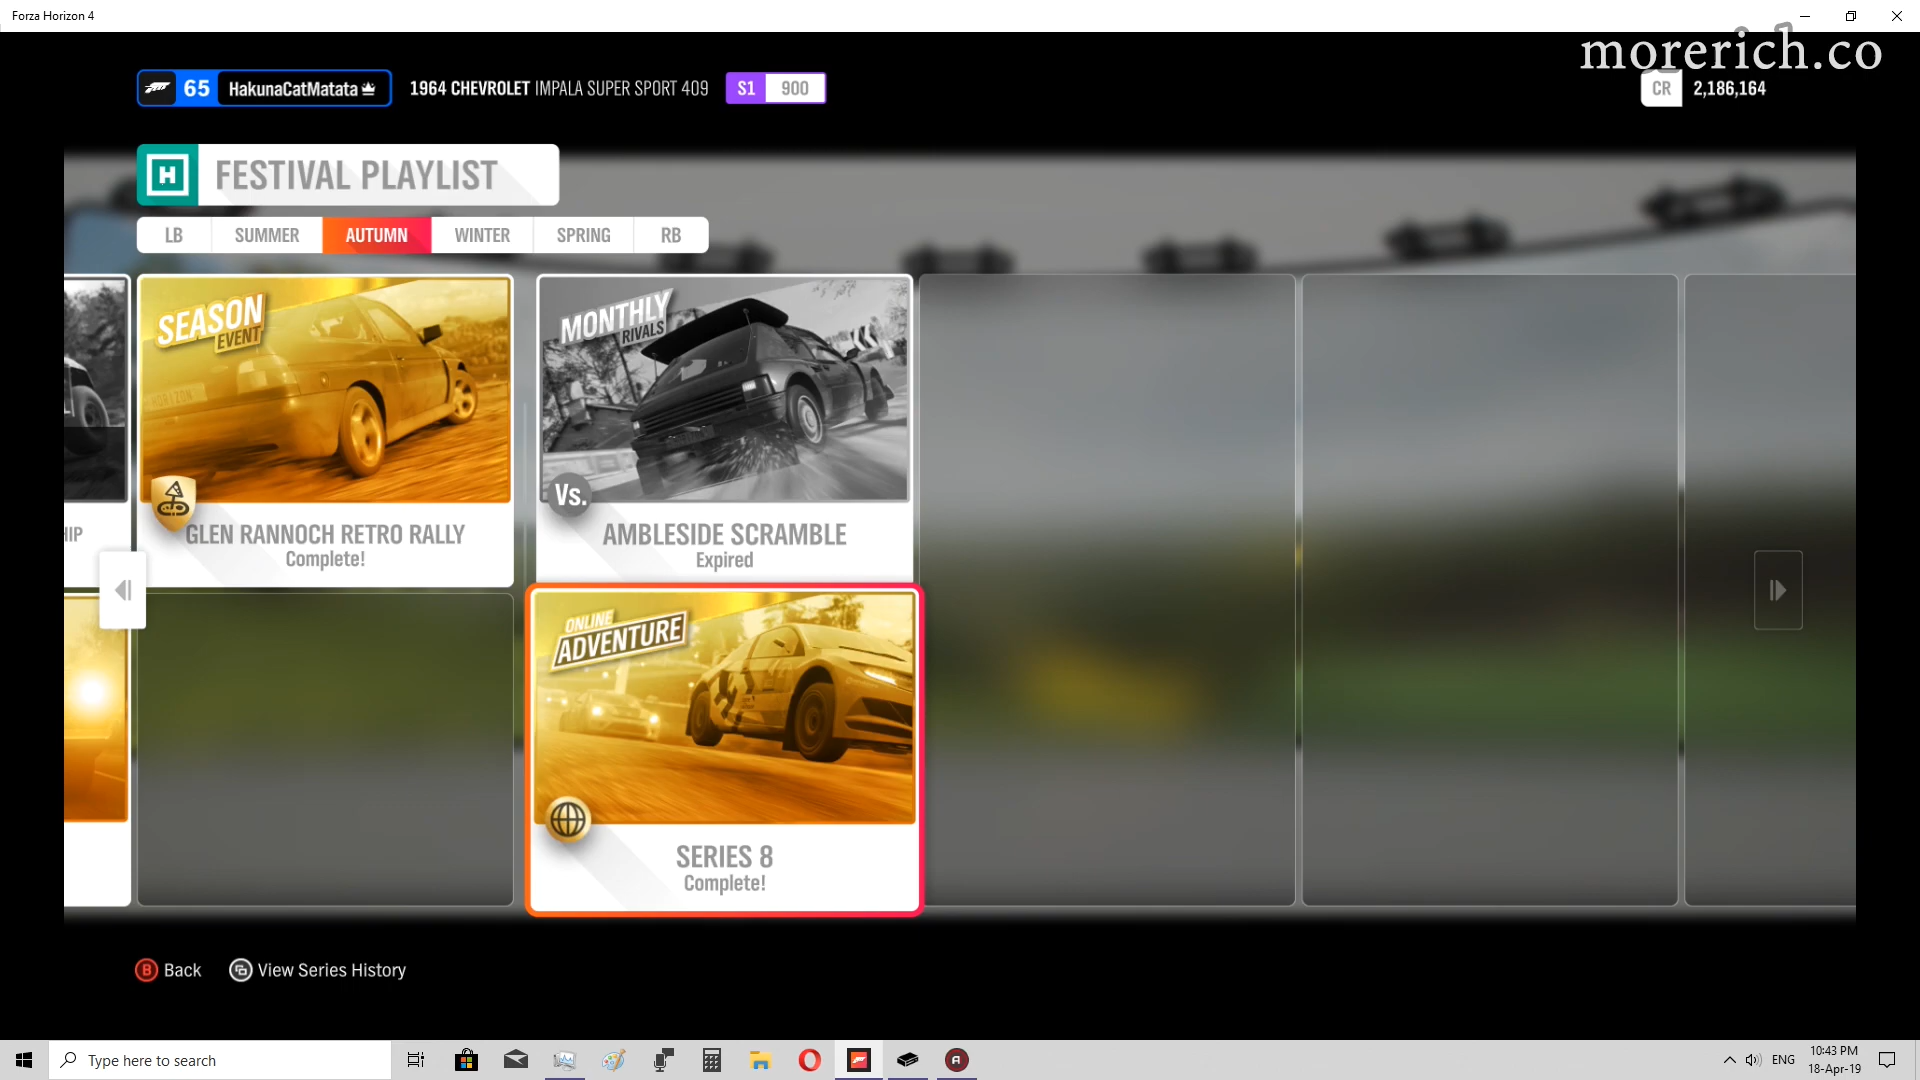 Forza Horizon 4
morerich.co
65 HakunaCatMatata 1964 CHEVROLET IMPALA SUPER SPORT 409 S1 900
CR 2,186,164
H FESTIVAL PLAYLIST
LB SUMMER AUTUMN WINTER SPRING RB
SEASON
EVENT
GLEN RANNOCH RETRO RALLY
Complete!
MONTHLY
RIVALS
Vs.
AMBLESIDE SCRAMBLE
Expired
HIP
ONLINE
ADVENTURE
SERIES 8
Complete!
B Back View Series History
Type here to search
ENG
10:43 PM
18-Apr-19